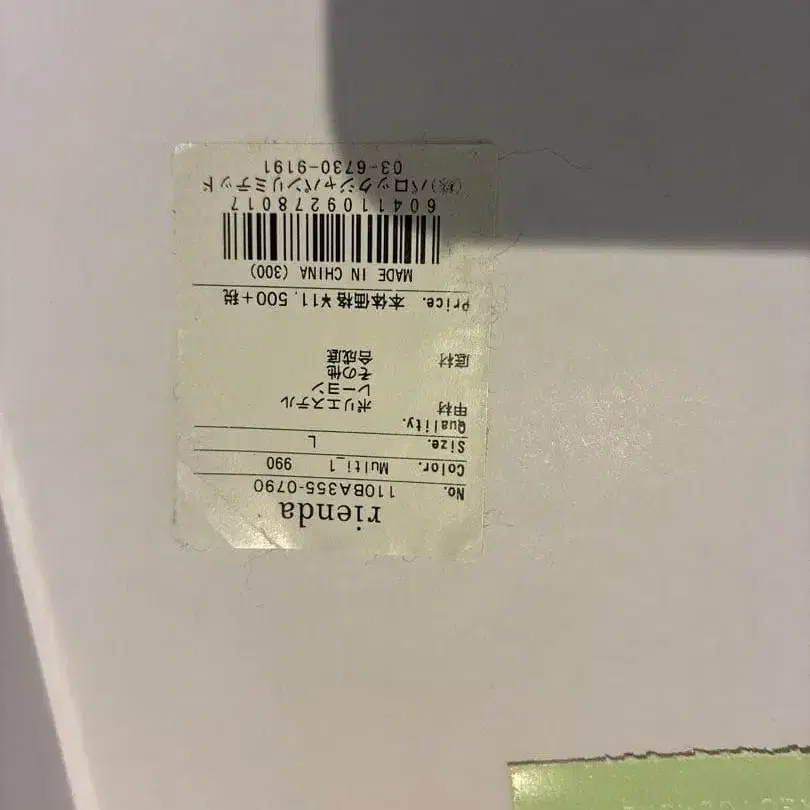 rienda
No. 110BA355-0790
Color. Multi_1 990
Size. L
Quality.
甲材 ポリエステル
レーヨン
その他
底材 合成底
Price. 本体価格 ¥11,500+税
MADE IN CHINA (300)
6041109278017
(株)バロックジャパンリミテッド
03-6730-9191